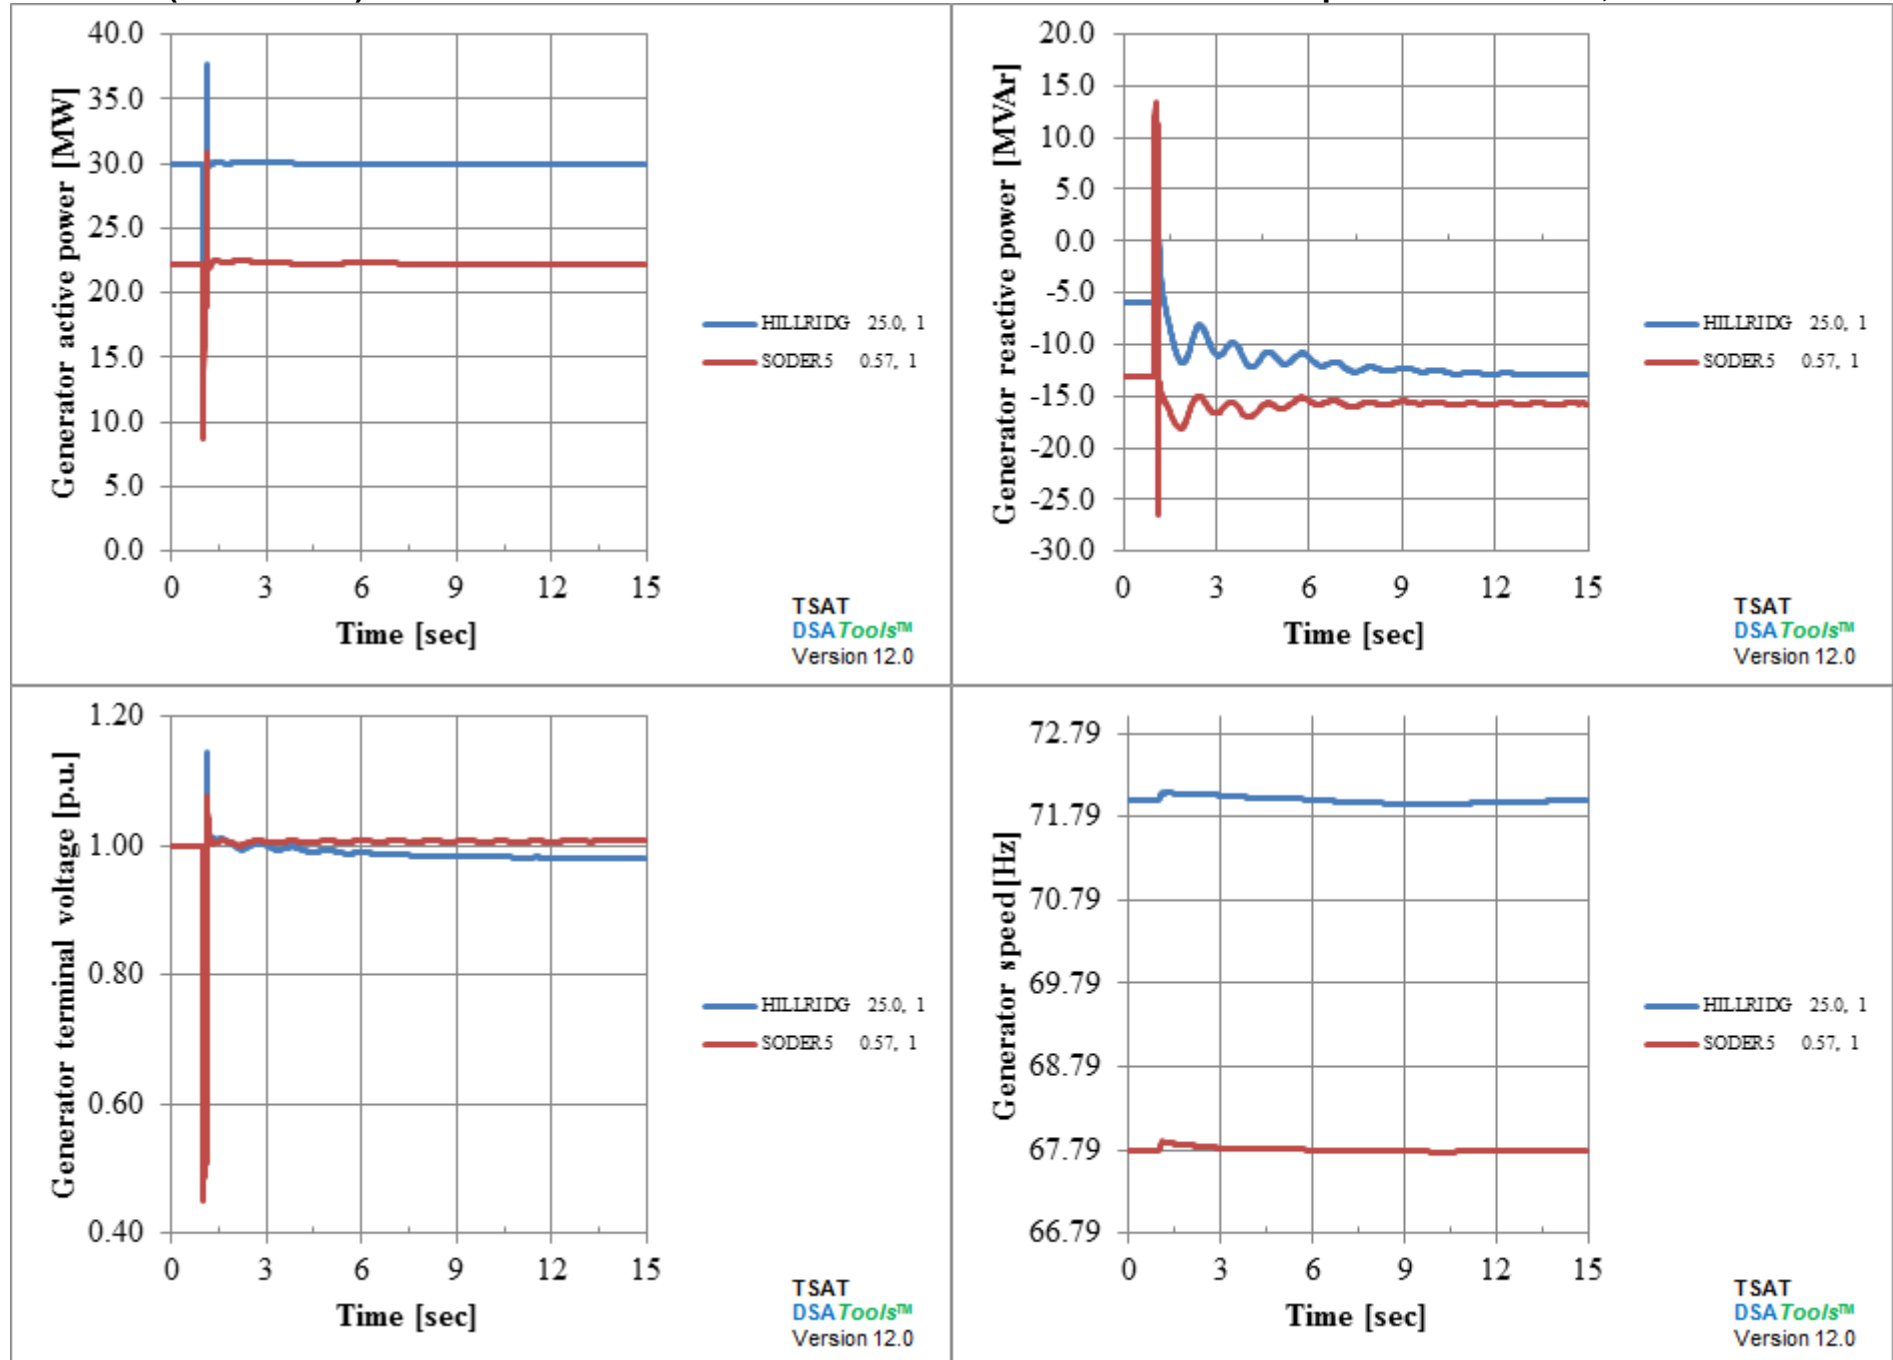 Generator active power [MW]
40.0
35.0
30.0
25.0
20.0
15.0
10.0
5.0
0.0
0 3 6 9 12 15
Time [sec]
HILLRIDG 25.0, 1
SODER5 0.57, 1
TSAT
DSATools™
Version 12.0
Generator reactive power [MVAr]
20.0
15.0
10.0
5.0
0.0
-5.0
-10.0
-15.0
-20.0
-25.0
-30.0
0 3 6 9 12 15
Time [sec]
HILLRIDG 25.0, 1
SODER5 0.57, 1
TSAT
DSATools™
Version 12.0
Generator terminal voltage [p.u.]
1.20
1.00
0.80
0.60
0.40
0 3 6 9 12 15
Time [sec]
HILLRIDG 25.0, 1
SODER5 0.57, 1
TSAT
DSATools™
Version 12.0
Generator speed[Hz]
72.79
71.79
70.79
69.79
68.79
67.79
66.79
0 3 6 9 12 15
Time [sec]
HILLRIDG 25.0, 1
SODER5 0.57, 1
TSAT
DSATools™
Version 12.0